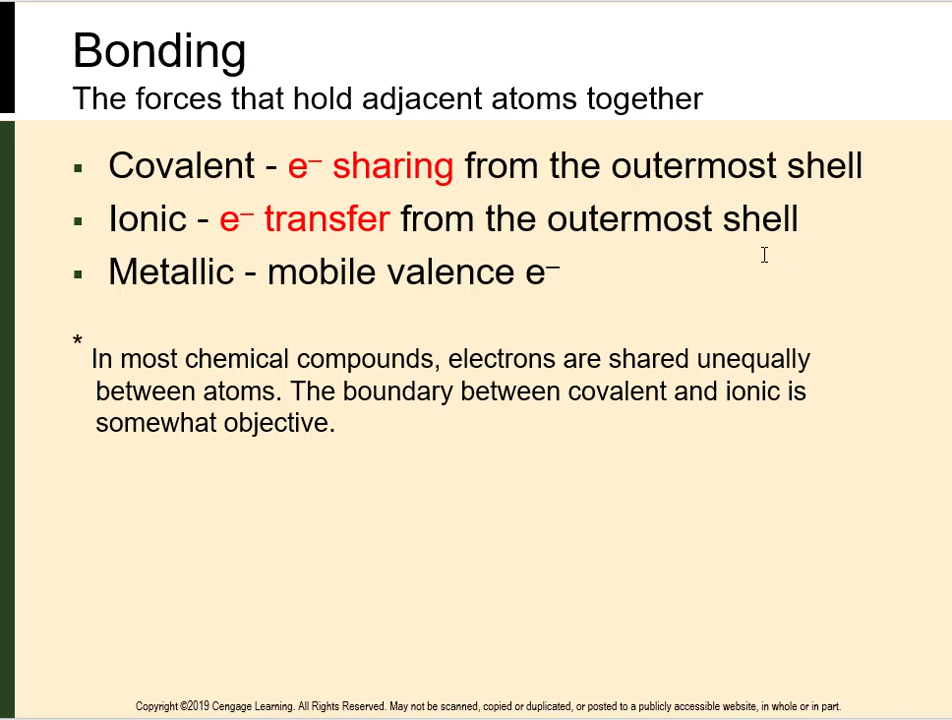 Bonding
The forces that hold adjacent atoms together
▪ Covalent - e– sharing from the outermost shell
▪ Ionic - e– transfer from the outermost shell
▪ Metallic - mobile valence e–
* In most chemical compounds, electrons are shared unequally
between atoms. The boundary between covalent and ionic is
somewhat objective.
Copyright ©2019 Cengage Learning. All Rights Reserved. May not be scanned, copied or duplicated, or posted to a publicly accessible website, in whole or in part.